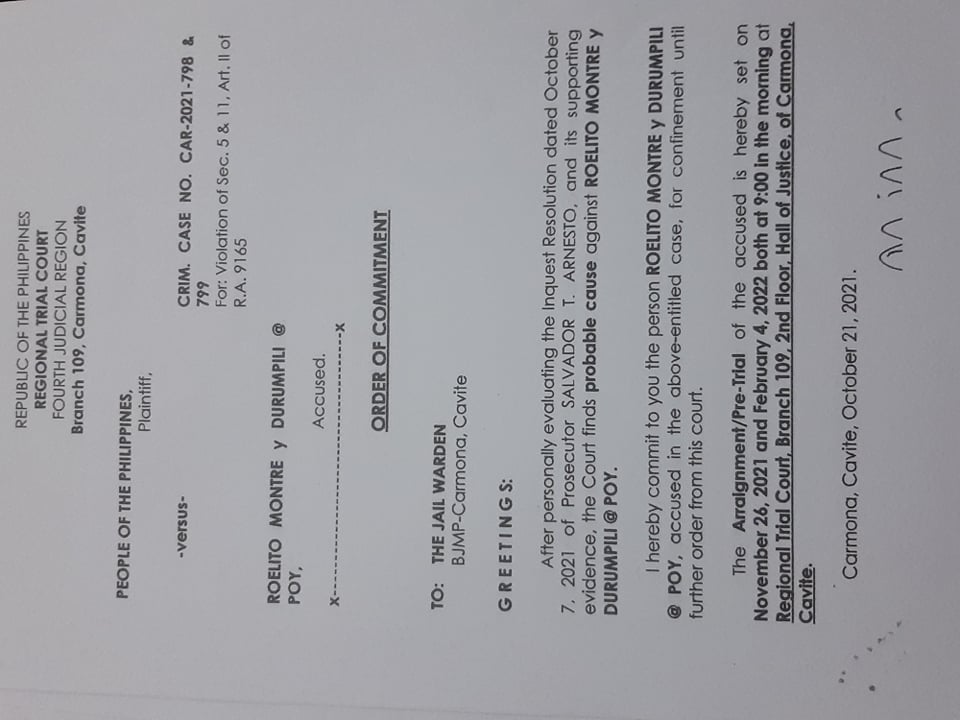 REPUBLIC OF THE PHILIPPINES
REGIONAL TRIAL COURT
FOURTH JUDICIAL REGION
Branch 109, Carmona, Cavite
PEOPLE OF THE PHILIPPINES,
Plaintiff,
-versus-
CRIM. CASE NO. CAR-2021-798 &
799
For: Violation of Sec. 5 & 11, Art. II of
R.A. 9165
ROELITO MONTRE y DURUMPILI @
POY,
Accused.
X--------------------------------------X
ORDER OF COMMITMENT
TO: THE JAIL WARDEN
BJMP-Carmona, Cavite
G R E E T I N G S:
After personally evaluating the Inquest Resolution dated October
7, 2021 of Prosecutor SALVADOR T. ARNESTO, and its supporting
evidence, the Court finds probable cause against ROELITO MONTRE y
DURUMPILI @ POY.
I hereby commit to you the person ROELITO MONTRE y DURUMPILI
@ POY, accused in the above-entitled case, for confinement until
further order from this court.
The Arraignment/Pre-Trial of the accused is hereby set on
November 26, 2021 and February 4, 2022 both at 9:00 in the morning at
Regional Trial Court, Branch 109, 2nd Floor, Hall of Justice, of Carmona,
Cavite.
Carmona, Cavite, October 21, 2021.